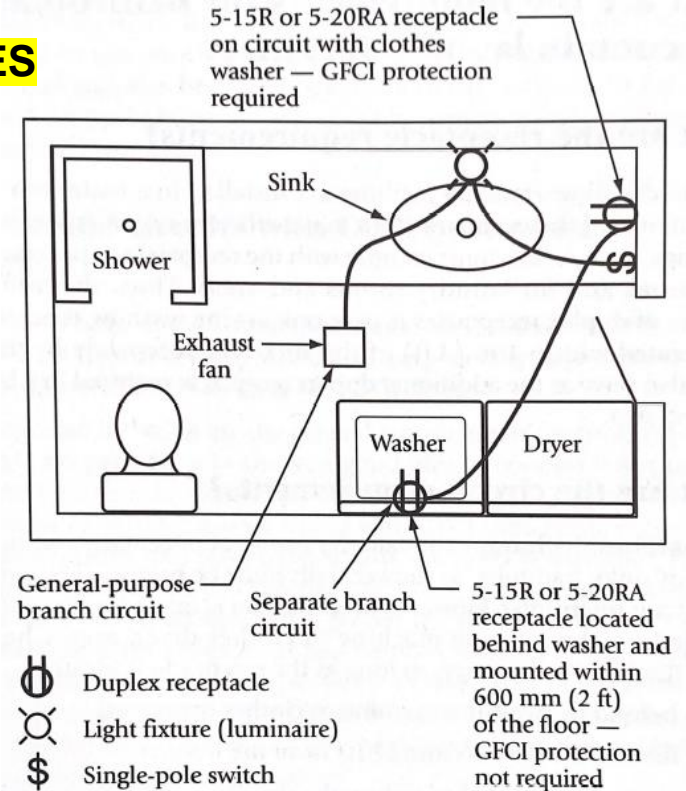 5-15R or 5-20RA receptacle
on circuit with clothes
washer — GFCI protection
required
ES
Sink
Shower
Exhaust
fan
Washer
Dryer
General-purpose
branch circuit
Separate branch
circuit
5-15R or 5-20RA
receptacle located
behind washer and
mounted within
600 mm (2 ft)
of the floor —
GFCI protection
not required
Duplex receptacle
Light fixture (luminaire)
$ Single-pole switch